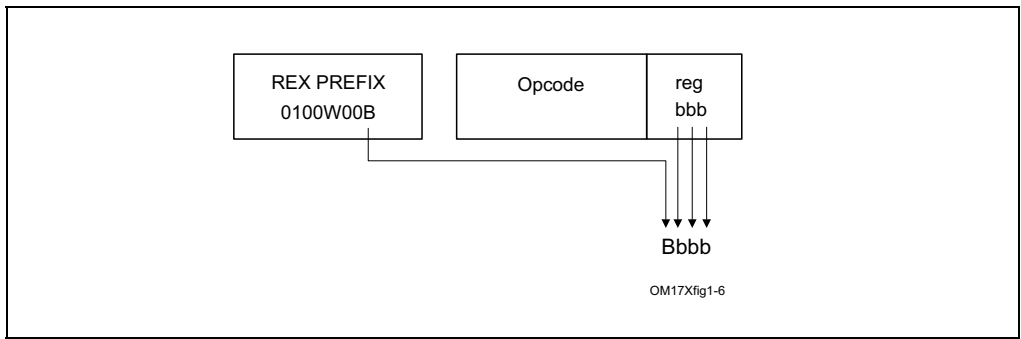 REX PREFIX
0100W00B
Opcode
reg
bbb
Bbbb
OM17Xfig1-6